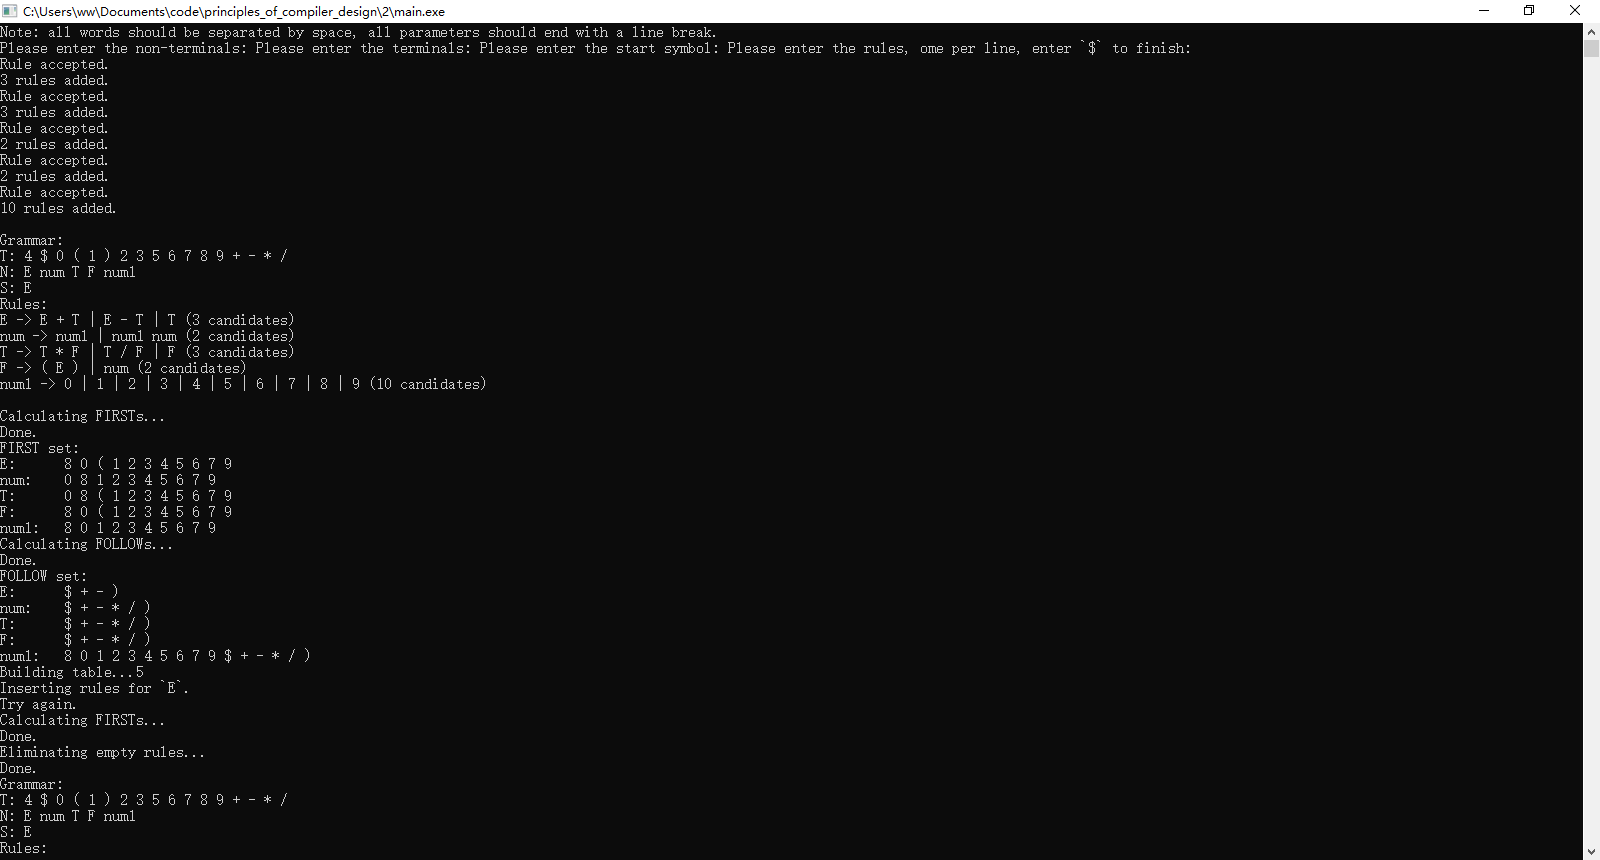 C:\Users\ww\Documents\code\principles_of_compiler_design\2\main.exe
Note: all words should be separated by space, all parameters should end with a line break.
Please enter the non-terminals: Please enter the terminals: Please enter the start symbol: Please enter the rules, ome per line, enter `$` to finish:
Rule accepted.
3 rules added.
Rule accepted.
3 rules added.
Rule accepted.
2 rules added.
Rule accepted.
2 rules added.
Rule accepted.
10 rules added.

Grammar:
T: 4 $ 0 ( 1 ) 2 3 5 6 7 8 9 + - * /
N: E num T F num1
S: E
Rules:
E -> E + T | E - T | T (3 candidates)
num -> num1 | num1 num (2 candidates)
T -> T * F | T / F | F (3 candidates)
F -> ( E ) | num (2 candidates)
num1 -> 0 | 1 | 2 | 3 | 4 | 5 | 6 | 7 | 8 | 9 (10 candidates)

Calculating FIRSTs...
Done.
FIRST set:
E:      8 0 ( 1 2 3 4 5 6 7 9
num:    0 8 1 2 3 4 5 6 7 9
T:      0 8 ( 1 2 3 4 5 6 7 9
F:      8 0 ( 1 2 3 4 5 6 7 9
num1:   8 0 1 2 3 4 5 6 7 9
Calculating FOLLOWs...
Done.
FOLLOW set:
E:      $ + - )
num:    $ + - * / )
T:      $ + - * / )
F:      $ + - * / )
num1:   8 0 1 2 3 4 5 6 7 9 $ + - * / )
Building table...5
Inserting rules for `E`.
Try again.
Calculating FIRSTs...
Done.
Eliminating empty rules...
Done.
Grammar:
T: 4 $ 0 ( 1 ) 2 3 5 6 7 8 9 + - * /
N: E num T F num1
S: E
Rules: